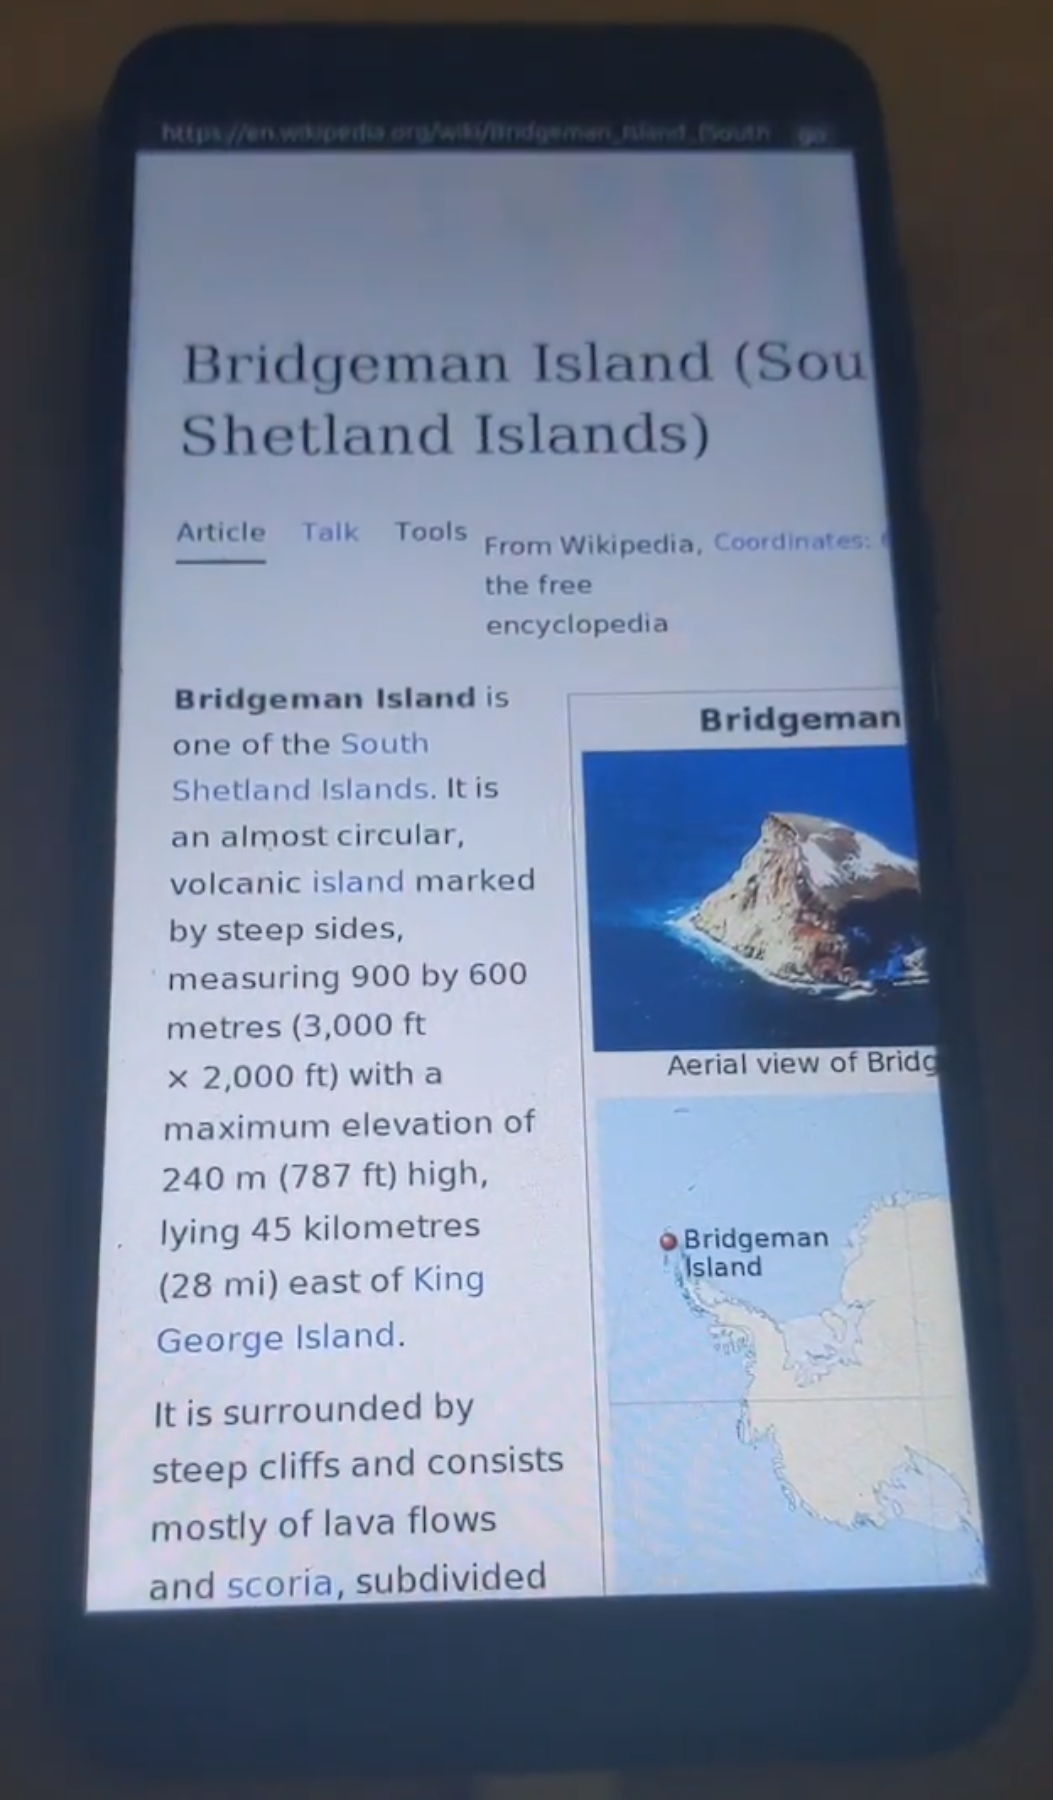 https://en.wikipedia.org/wiki/Bridgeman_Island_(South go
Bridgeman Island (Sou
Shetland Islands)
Article Talk Tools
From Wikipedia,
the free
encyclopedia
Coordinates:
Bridgeman Island is
one of the South
Shetland Islands. It is
an almost circular,
volcanic island marked
by steep sides,
measuring 900 by 600
metres (3,000 ft
× 2,000 ft) with a
maximum elevation of
240 m (787 ft) high,
lying 45 kilometres
(28 mi) east of King
George Island.
It is surrounded by
steep cliffs and consists
mostly of lava flows
and scoria, subdivided
Bridgeman
Aerial view of Bridg
Bridgeman
Island